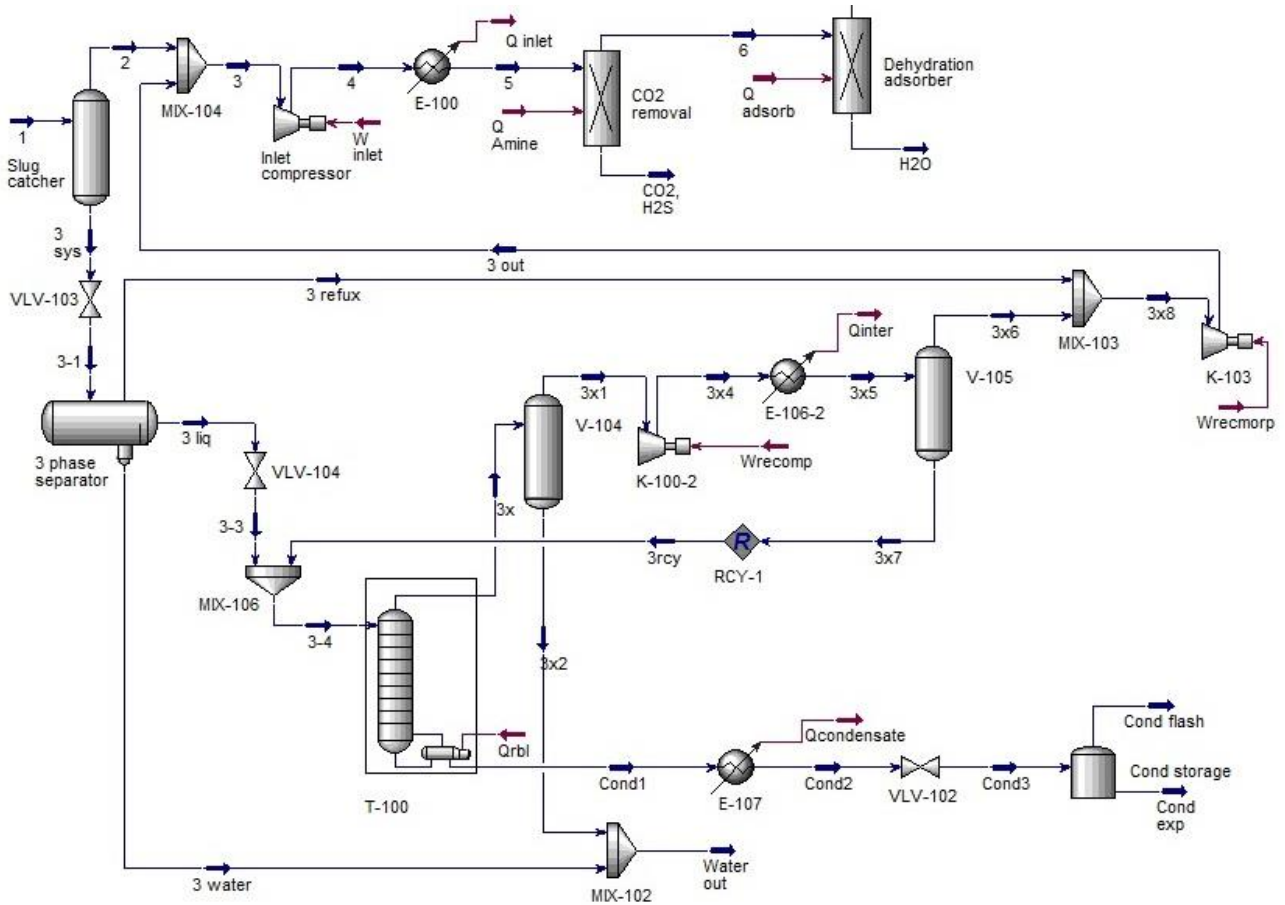 2
3
MIX-104
1
Slug
catcher
4
Q inlet
E-100
5
Inlet
compressor
W
inlet
Q
Amine
CO2
removal
CO2,
H2S
6
Q
adsorb
Dehydration
adsorber
H2O
3
sys
VLV-103
3-1
3 out
3 refux
MIX-103
3x8
K-103
Wrecmorp
3 phase
separator
3 liq
VLV-104
3-3
MIX-106
3-4
3x
V-104
3x1
K-100-2
Wrecomp
3x4
Qinter
E-106-2
3x5
V-105
3x6
3rcy
R
RCY-1
3x7
3x2
T-100
Qrbl
Cond1
Qcondensate
E-107
Cond2
VLV-102
Cond3
Cond flash
Cond storage
Cond
exp
3 water
MIX-102
Water
out